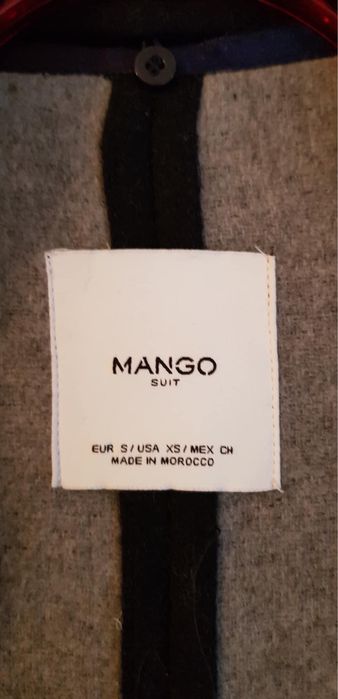 MANGO
SUIT
EUR S / USA XS / MEX CH
MADE IN MOROCCO